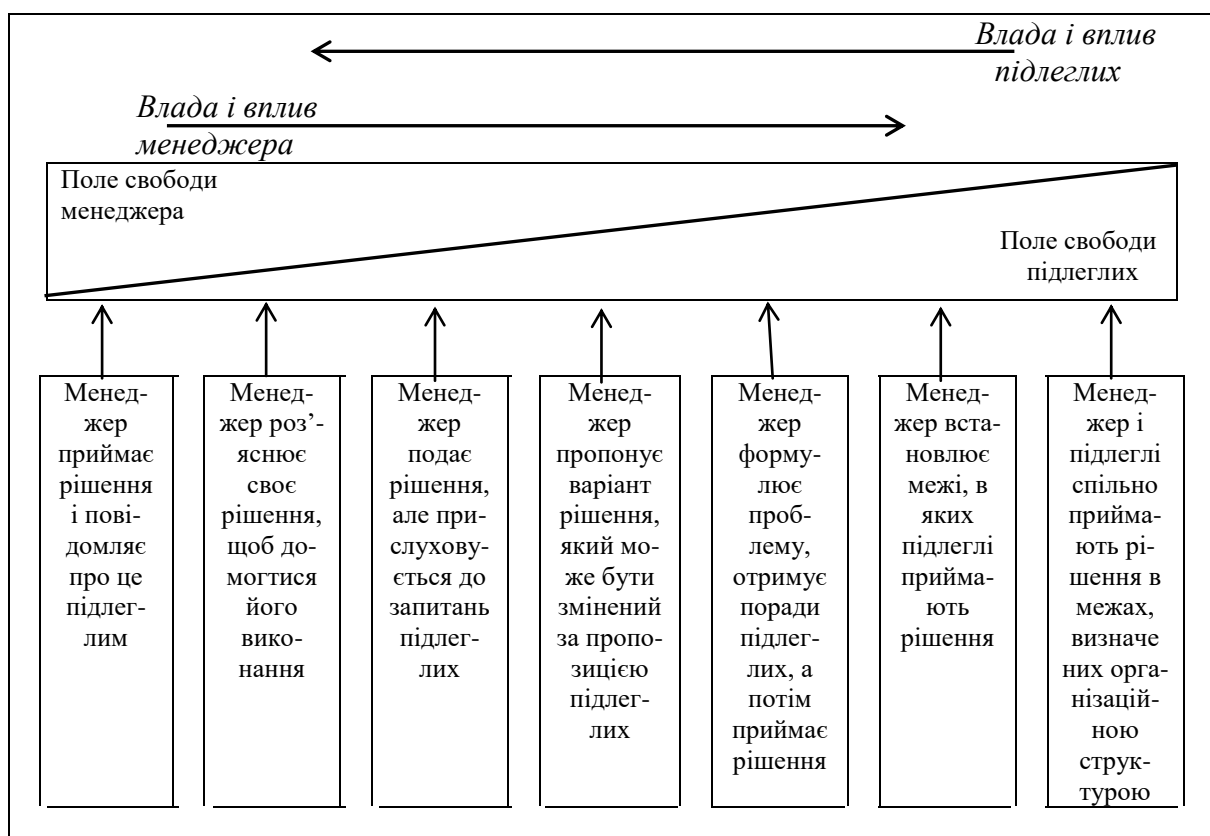 Влада і вплив
підлеглих
Влада і вплив
менеджера
Поле свободи
менеджера
Поле свободи
підлеглих
Менед-
жер
приймає
рішення
і пові-
домляє
про це
підлег-
лим
Менед-
жер роз’-
яснює
своє
рішення,
щоб до-
могтися
його
вико-
нання
Менед-
жер
подає
рішення,
але при-
слухову-
ється до
запитань
підлег-
лих
Менед-
жер
пропонує
варіант
рішення,
який мо-
же бути
змінений
за пропо-
зицією
підлег-
лих
Менед-
жер
форму-
лює
проб-
лему,
отримує
поради
підлег-
лих, а
потім
приймає
рішення
Менед-
жер вста-
новлює
межі, в
яких
підлеглі
прийма-
ють
рішення
Менед-
жер і
підлеглі
спільно
прийма-
ють рі-
шення в
межах,
визначе
них орга-
нізацій-
ною
струк-
турою